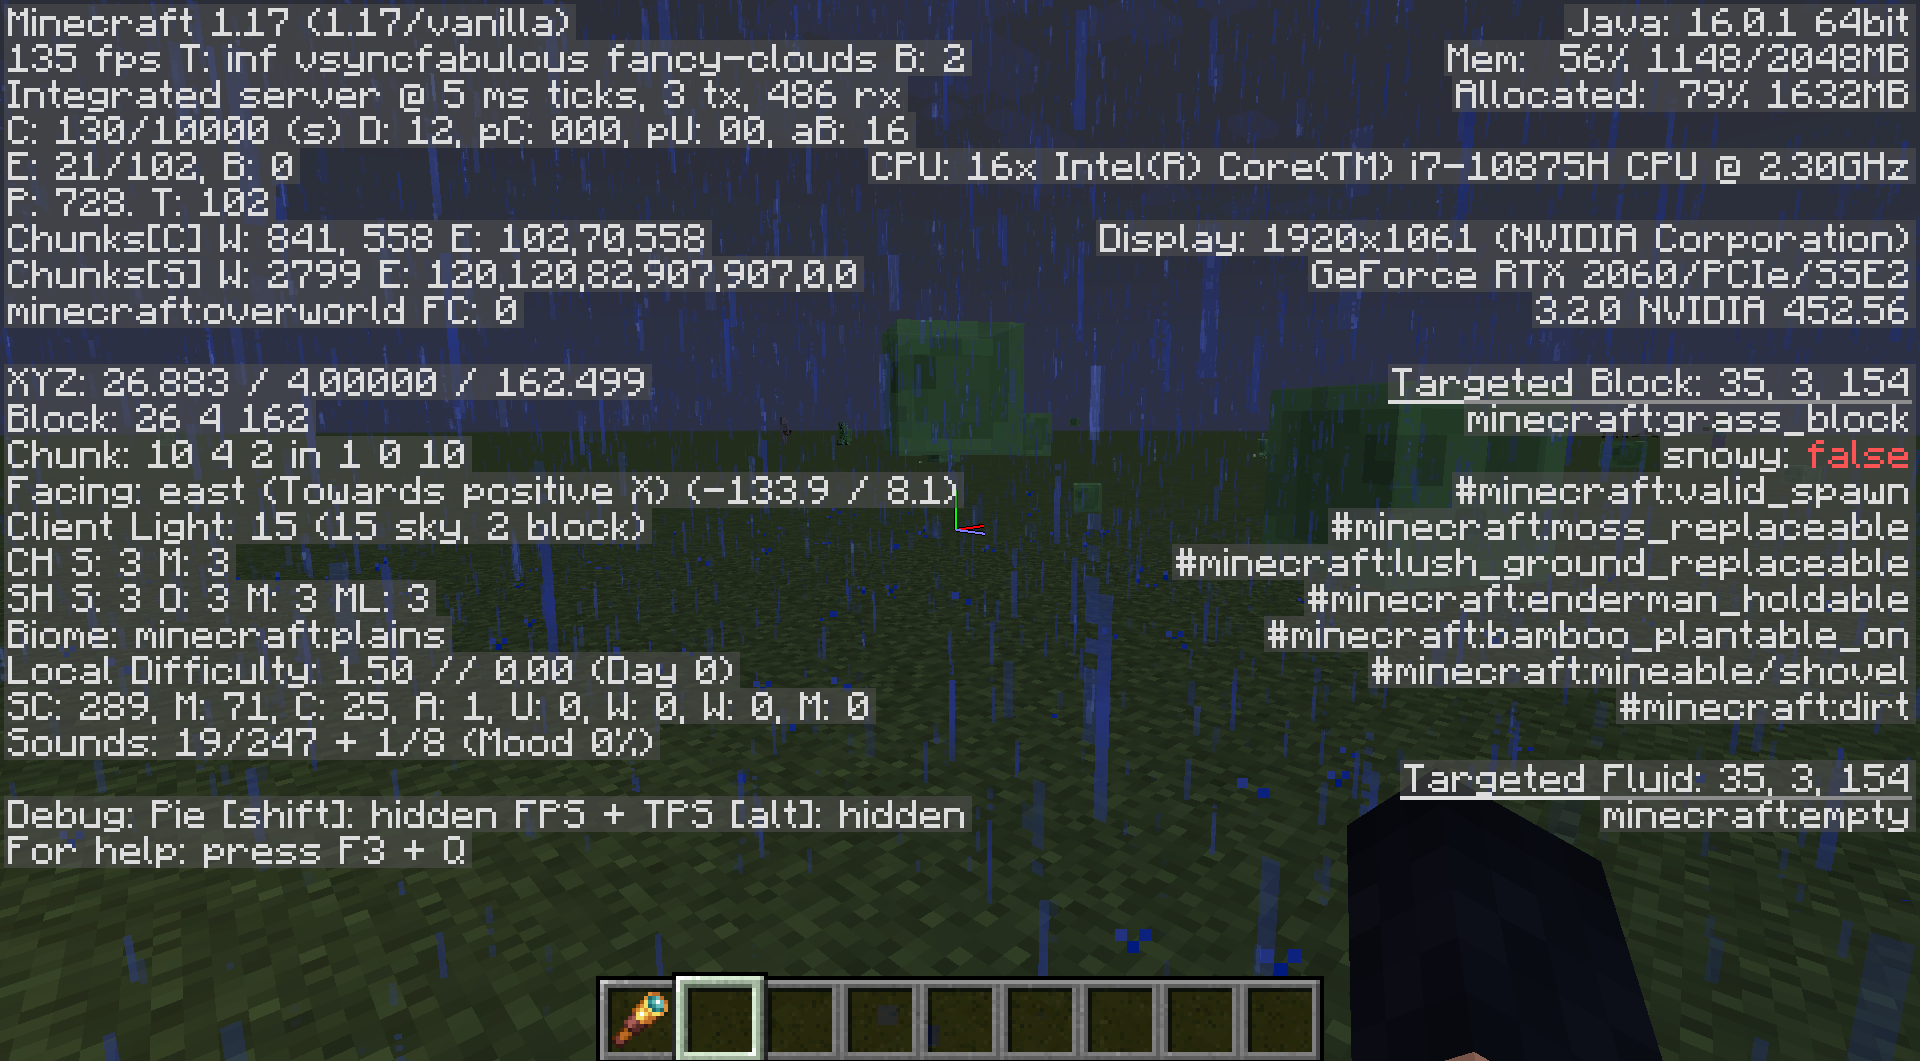 Minecraft 1.17 (1.17/vanilla)
135 fps T: inf vsyncfabulous fancy-clouds B: 2
Integrated server @ 5 ms ticks, 3 tx, 486 rx
C: 130/10000 (s) D: 12, pC: 000, pU: 00, aB: 16
E: 21/102, B: 0
P: 728. T: 102
Chunks[C] W: 841, 558 E: 102,70,558
Chunks[S] W: 2799 E: 120,120,82,907,907,0,0
minecraft:overworld FC: 0
XYZ: 26.883 / 4.00000 / 162.499
Block: 26 4 162
Chunk: 10 4 2 in 1 0 10
Facing: east (Towards positive X) (-133.9 / 8.1)
Client Light: 15 (15 sky, 2 block)
CH S: 3 M: 3
SH S: 3 O: 3 M: 3 ML: 3
Biome: minecraft:plains
Local Difficulty: 1.50 // 0.00 (Day 0)
SC: 289, M: 71, C: 25, A: 1, U: 0, W: 0, W: 0, M: 0
Sounds: 19/247 + 1/8 (Mood 0%)
Debug: Pie [shift]: hidden FPS + TPS [alt]: hidden
For help: press F3 + Q
Java: 16.0.1 64bit
Mem: 56% 1148/2048MB
Allocated: 79% 1632MB
CPU: 16x Intel(R) Core(TM) i7-10875H CPU @ 2.30GHz
Display: 1920x1061 (NVIDIA Corporation)
GeForce RTX 2060/PCIe/SSE2
3.2.0 NVIDIA 452.56
Targeted Block: 35, 3, 154
minecraft:grass_block
snowy: false
#minecraft:valid_spawn
#minecraft:moss_replaceable
#minecraft:lush_ground_replaceable
#minecraft:enderman_holdable
#minecraft:bamboo_plantable_on
#minecraft:mineable/shovel
#minecraft:dirt
Targeted Fluid: 35, 3, 154
minecraft:empty